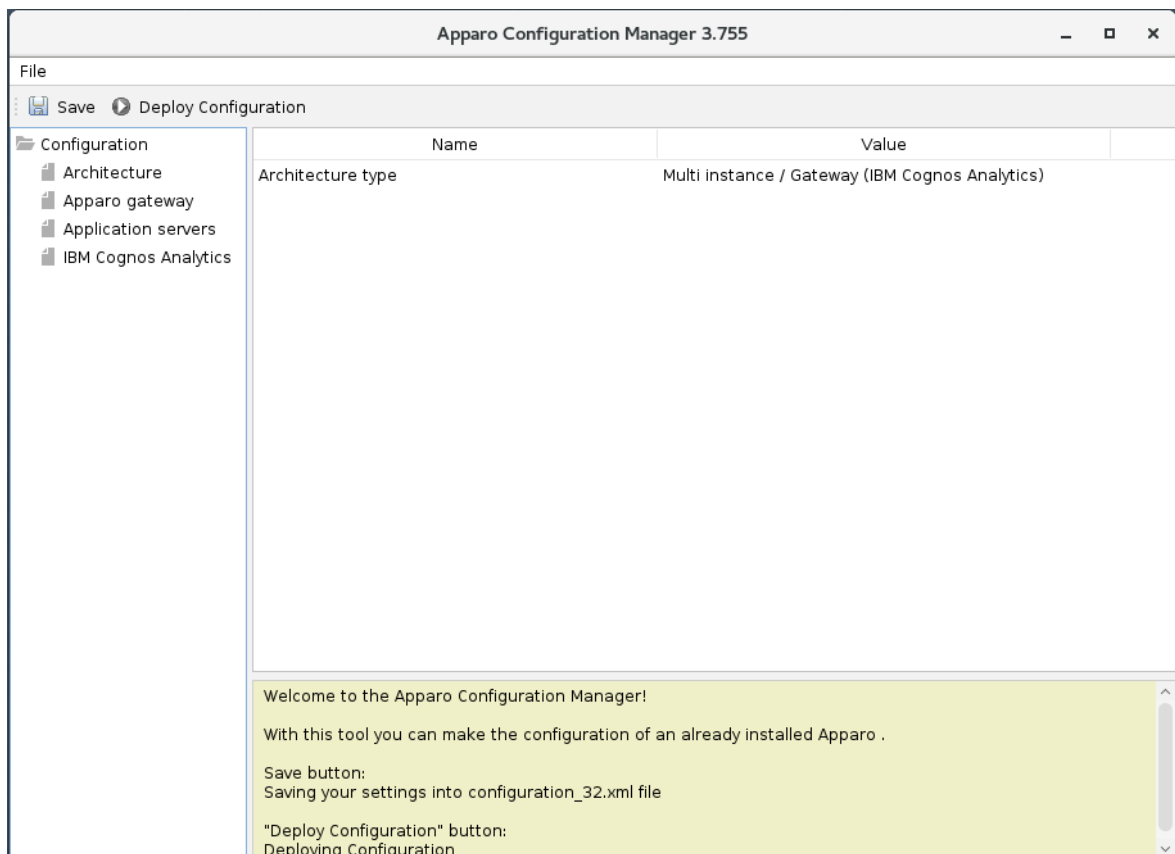 Apparo Configuration Manager 3.755
File
Save Deploy Configuration
Configuration
Architecture
Apparo gateway
Application servers
IBM Cognos Analytics
Name Value
Architecture type Multi instance / Gateway (IBM Cognos Analytics)
Welcome to the Apparo Configuration Manager!
With this tool you can make the configuration of an already installed Apparo .
Save button:
Saving your settings into configuration_32.xml file
"Deploy Configuration" button:
Deploying Configuration